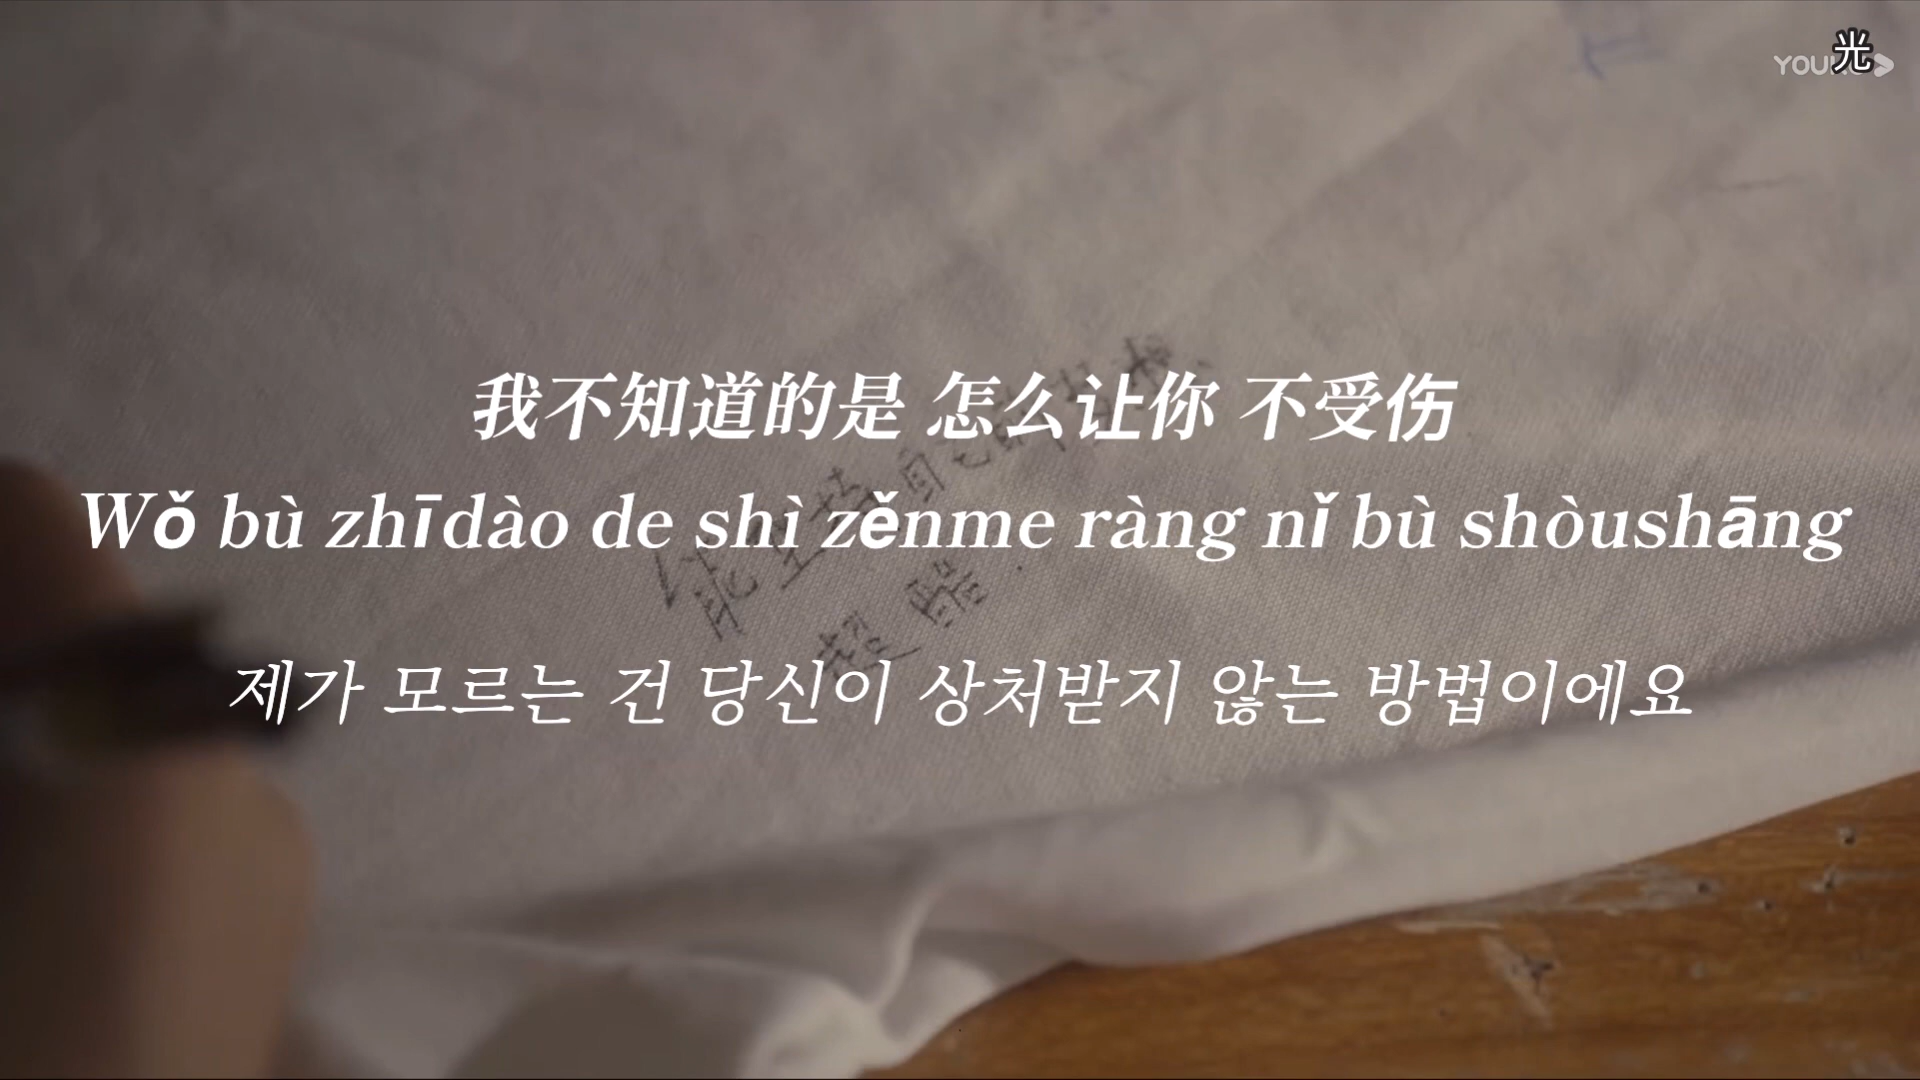 光
我不知道的是 怎么让你 不受伤
Wǒ bù zhīdào de shì zěnme ràng nǐ bù shòushāng
제가 모르는 건 당신이 상처받지 않는 방법이에요